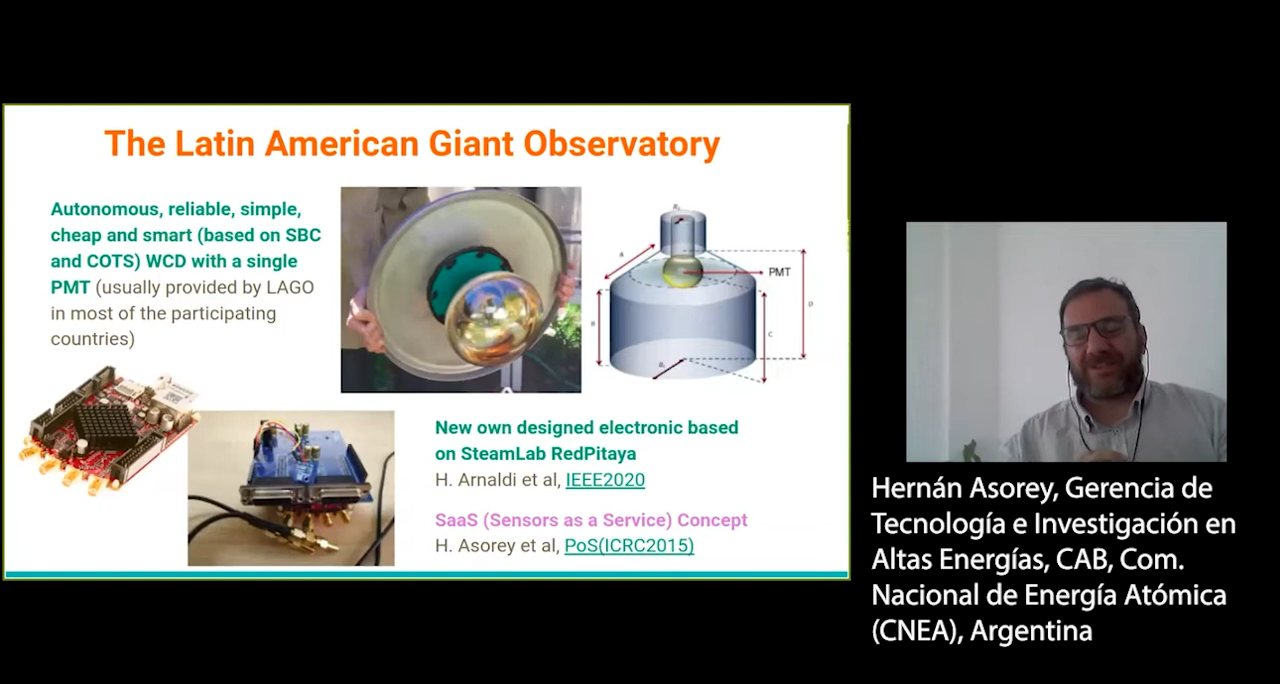 The Latin American Giant Observatory
Autonomous, reliable, simple,
cheap and smart (based on SBC
and COTS) WCD with a single
PMT (usually provided by LAGO
in most of the participating
countries)
PMT
A
B
C
D
New own designed electronic based
on SteamLab RedPitaya
H. Arnaldi et al, IEEE2020
SaaS (Sensors as a Service) Concept
H. Asorey et al, PoS(ICRC2015)
Hernán Asorey, Gerencia de
Tecnología e Investigación en
Altas Energías, CAB, Com.
Nacional de Energía Atómica
(CNEA), Argentina